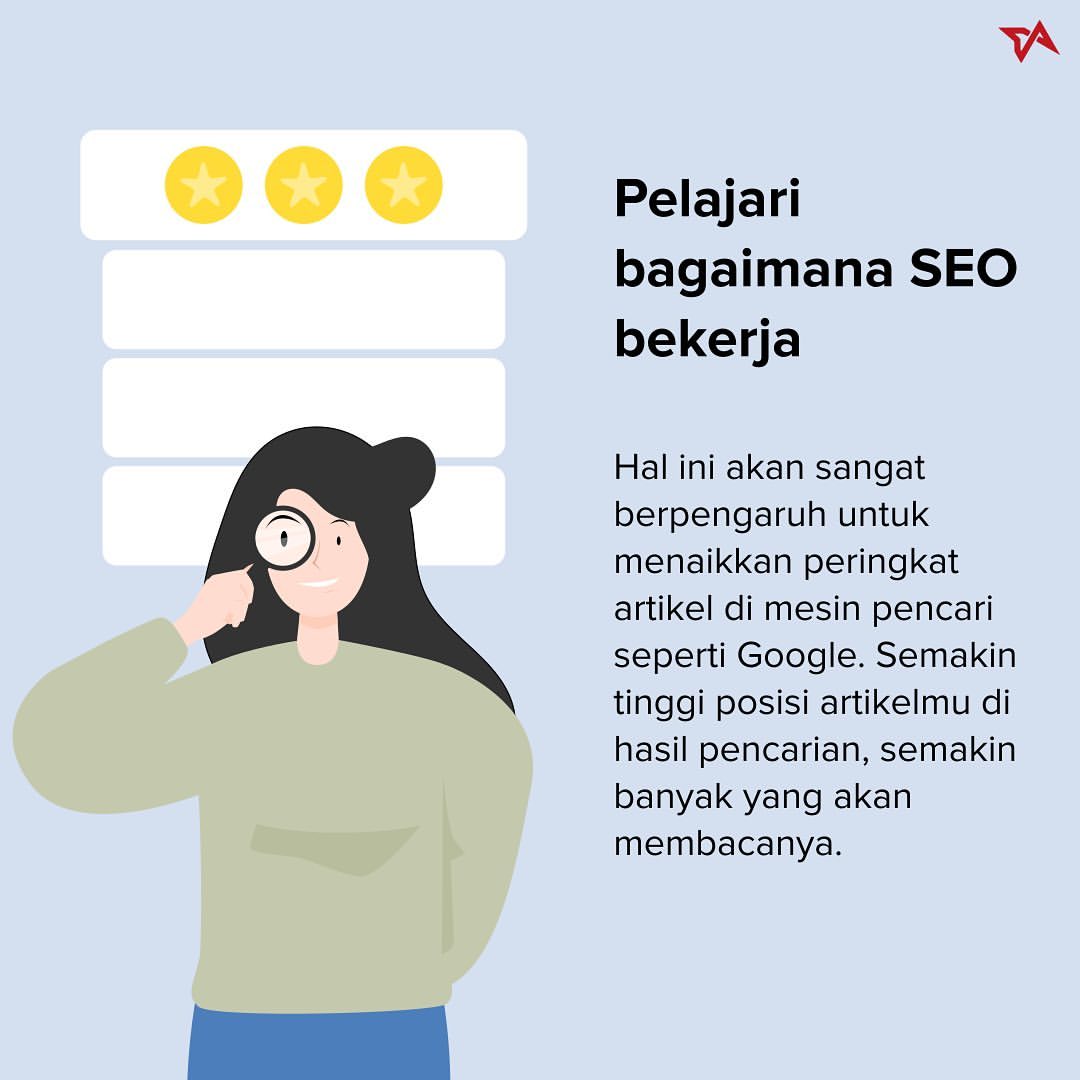 Pelajari
bagaimana SEO
bekerja
Hal ini akan sangat
berpengaruh untuk
menaikkan peringkat
artikel di mesin pencari
seperti Google. Semakin
tinggi posisi artikelmu di
hasil pencarian, semakin
banyak yang akan
membacanya.